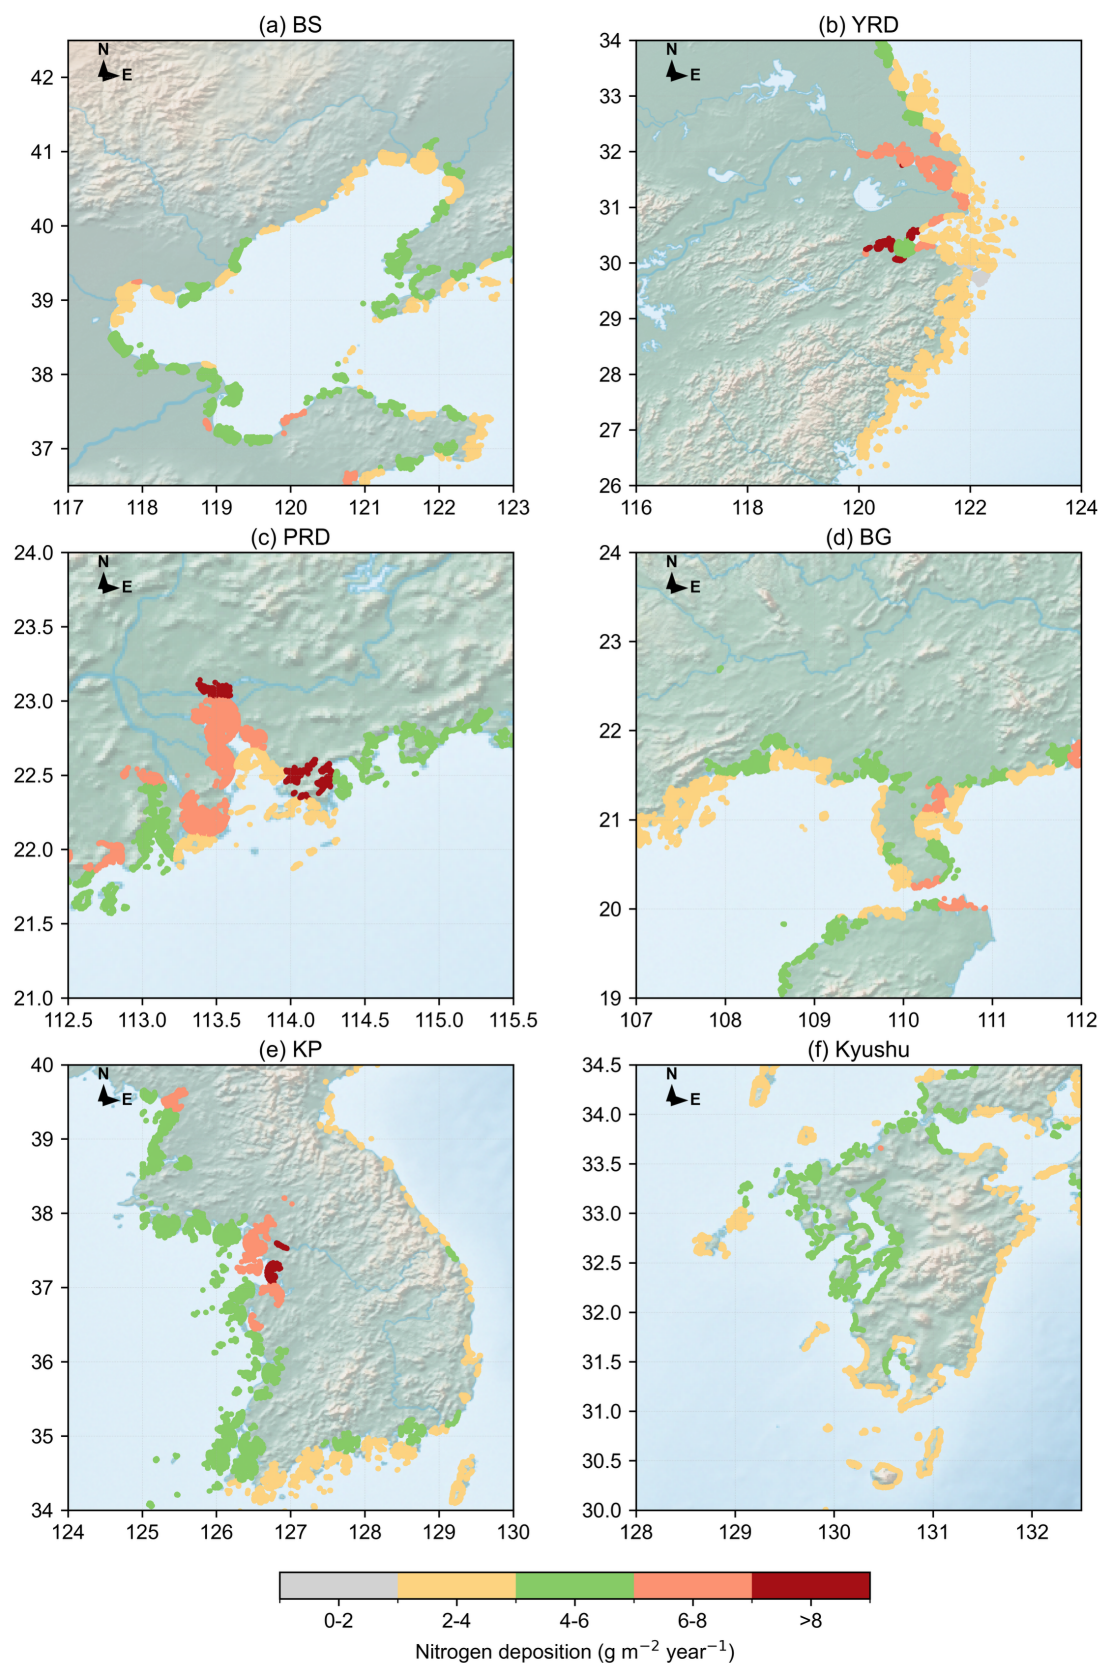 (a) BS
(b) YRD
N
E
42
41
40
39
38
37
117 118 119 120 121 122 123
N
E
34
33
32
31
30
29
28
27
26
116 118 120 122 124
(c) PRD
(d) BG
N
E
24.0
23.5
23.0
22.5
22.0
21.5
21.0
112.5 113.0 113.5 114.0 114.5 115.0 115.5
N
E
24
23
22
21
20
19
107 108 109 110 111 112
(e) KP
(f) Kyushu
N
E
40
39
38
37
36
35
34
124 125 126 127 128 129 130
N
E
34.5
34.0
33.5
33.0
32.5
32.0
31.5
31.0
30.5
30.0
128 129 130 131 132
0-2 2-4 4-6 6-8 >8
Nitrogen deposition (g m⁻² year⁻¹)